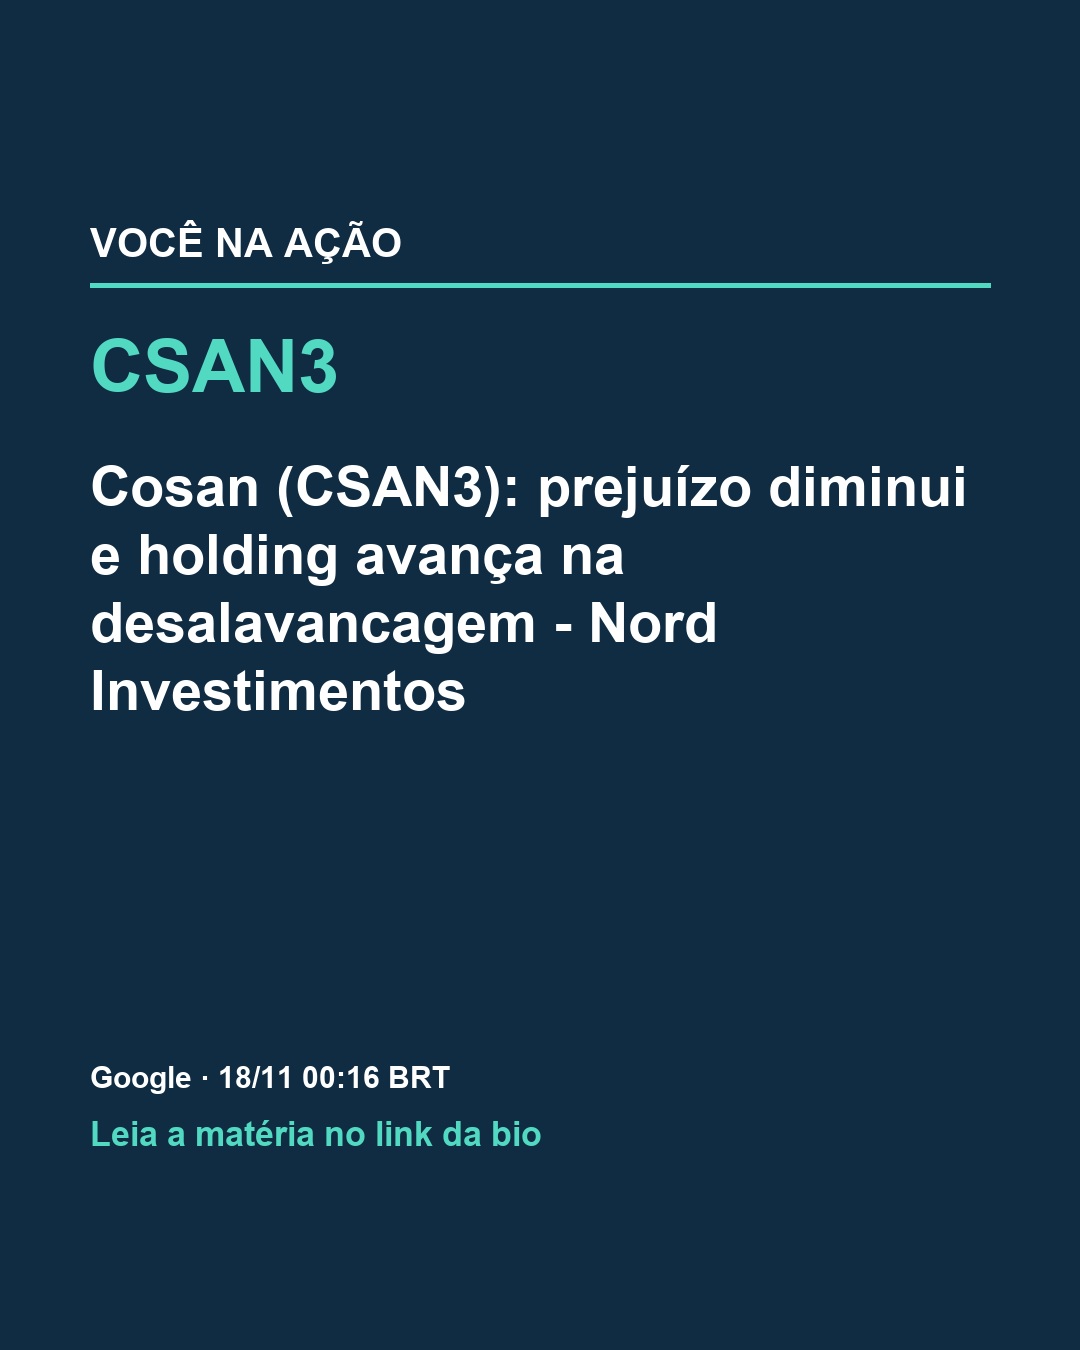 VOCÊ NA AÇÃO
CSAN3
Cosan (CSAN3): prejuízo diminui
e holding avança na
desalavancagem - Nord
Investimentos
Google · 18/11 00:16 BRT
Leia a matéria no link da bio